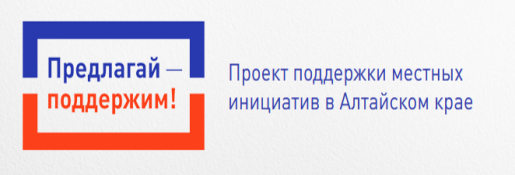 Предлагай —
поддержим!
Проект поддержки местных
инициатив в Алтайском крае